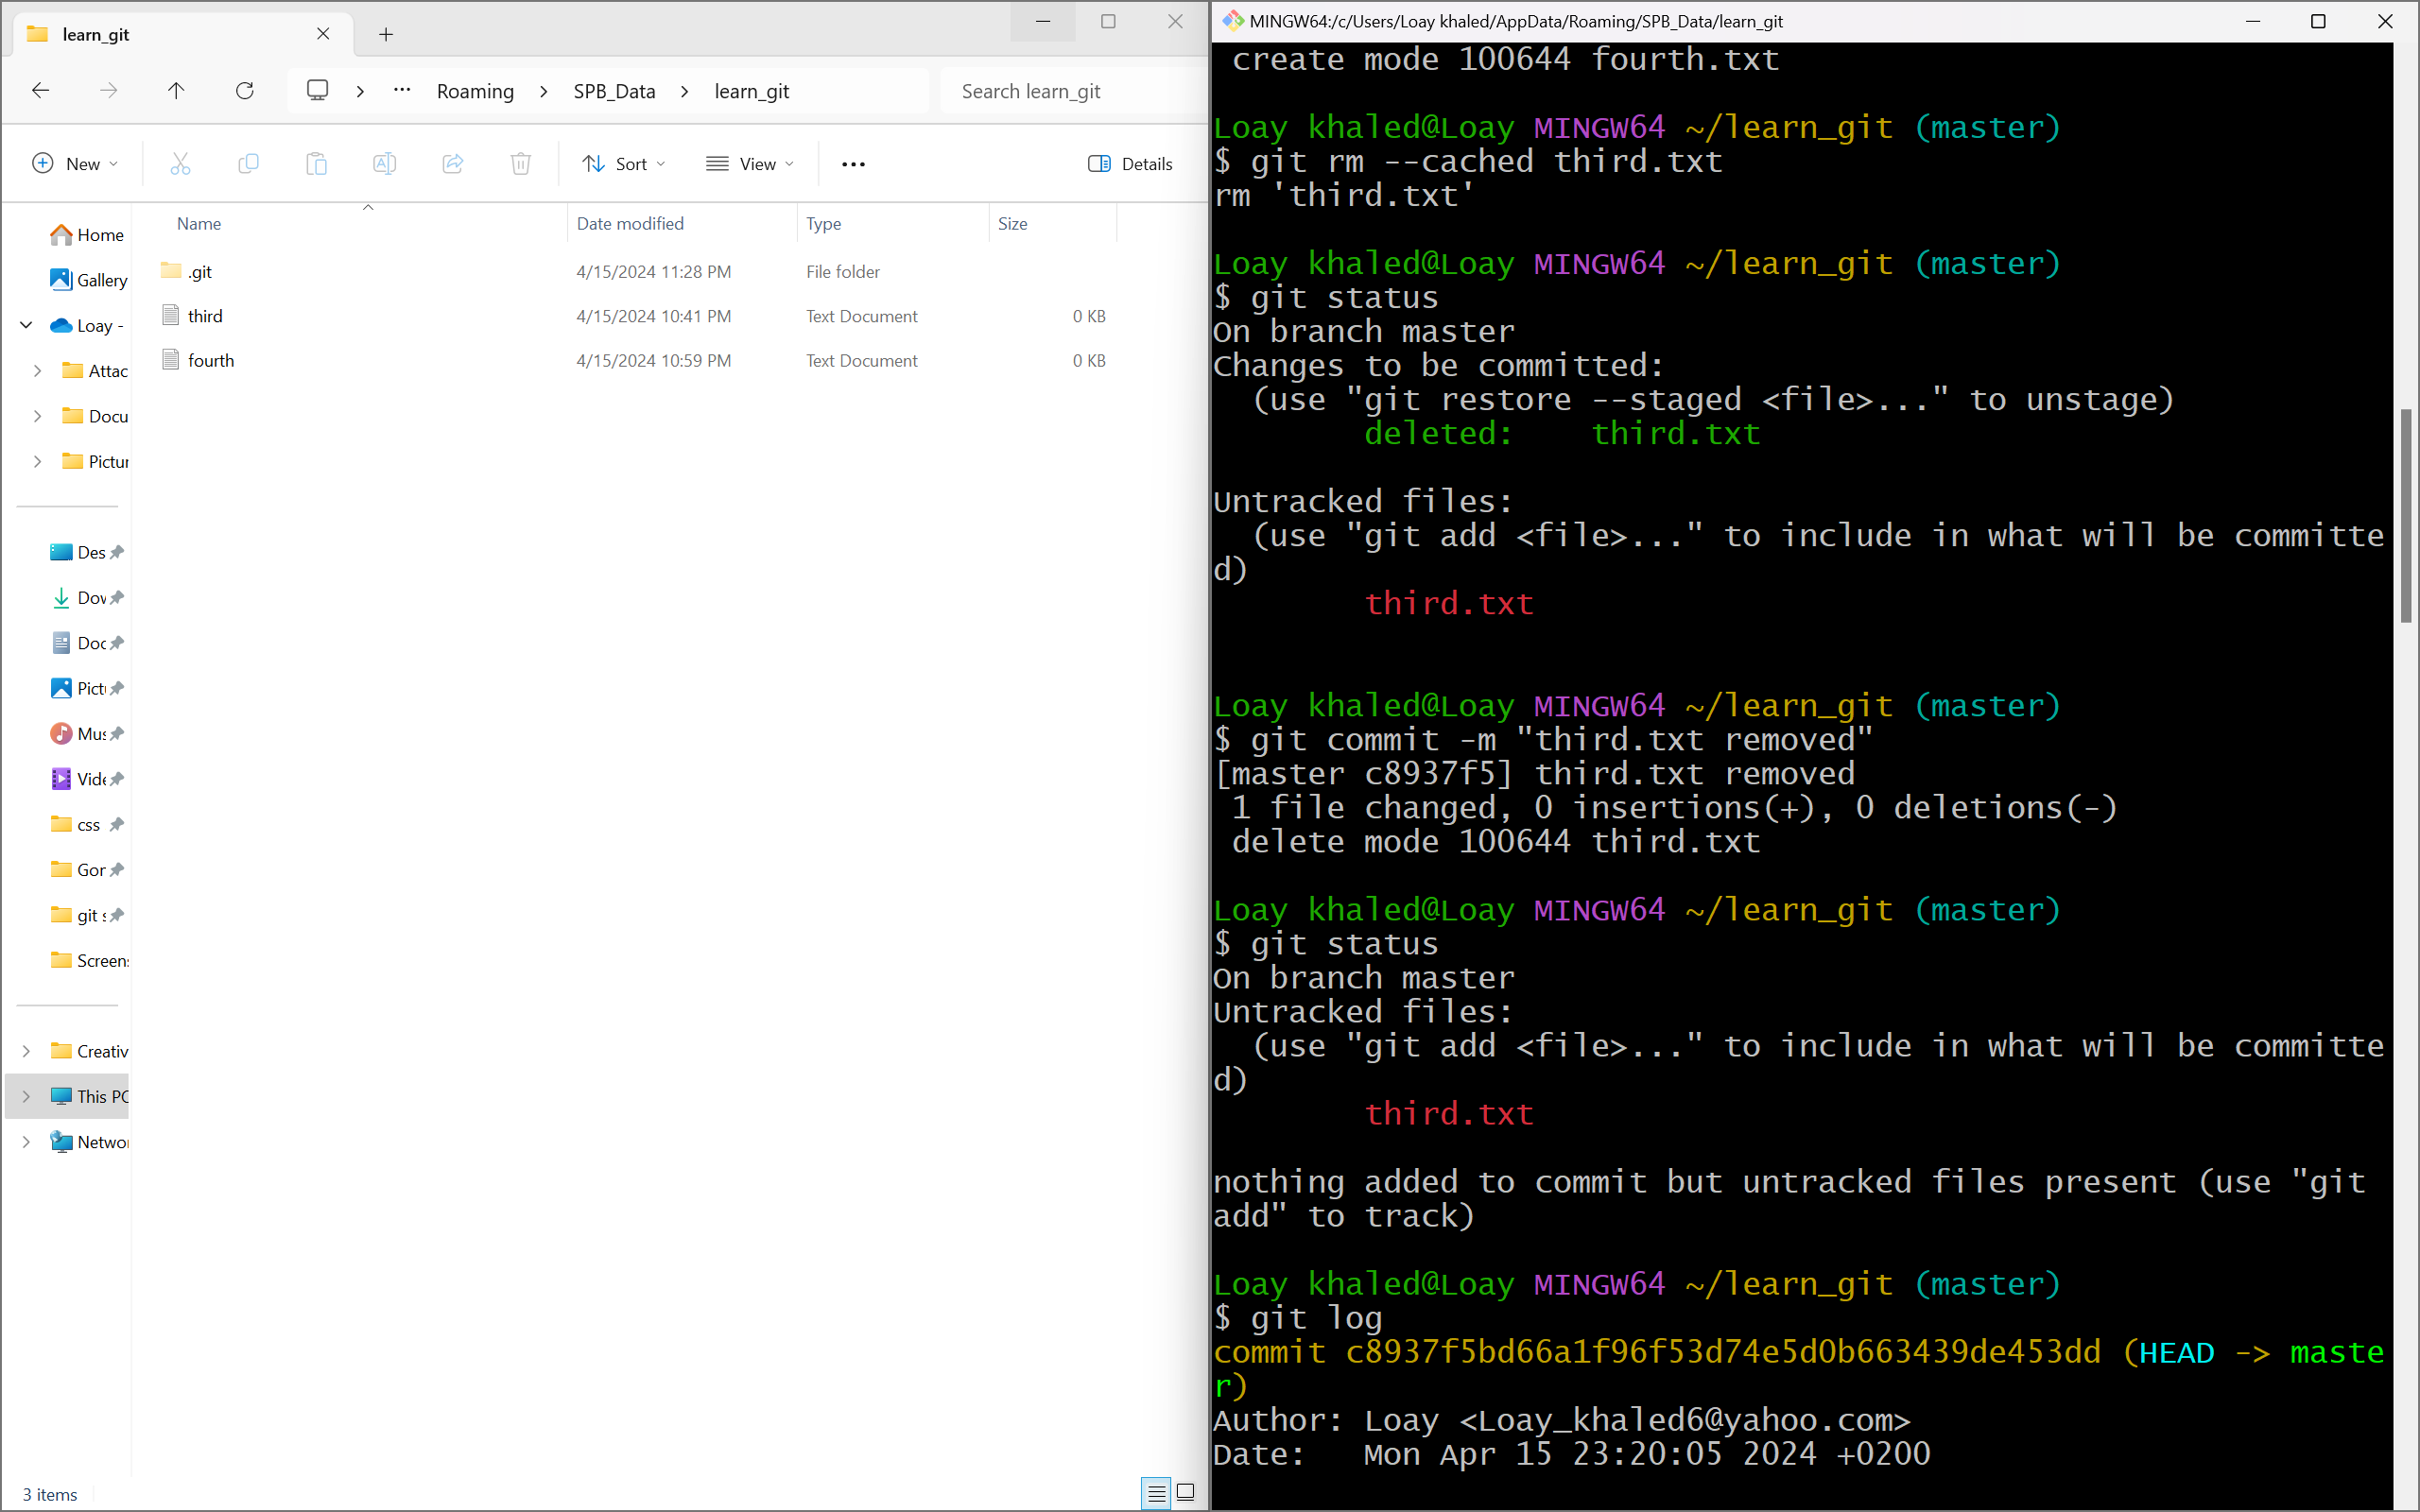 learn_git
Roaming > SPB_Data > learn_git
Search learn_git
New
Sort
View
Details
Home
Gallery
Loay -
Attac
Docu
Pictur
Des
Dov
Doc
Pictu
Mus
Vide
css
Gor
git s
Screens
Creativ
This PC
Networ
Name Date modified Type Size
.git 4/15/2024 11:28 PM File folder
third 4/15/2024 10:41 PM Text Document 0 KB
fourth 4/15/2024 10:59 PM Text Document 0 KB
3 items
MINGW64:/c/Users/Loay khaled/AppData/Roaming/SPB_Data/learn_git
create mode 100644 fourth.txt
Loay khaled@Loay MINGW64 ~/learn_git (master)
$ git rm --cached third.txt
rm 'third.txt'
Loay khaled@Loay MINGW64 ~/learn_git (master)
$ git status
On branch master
Changes to be committed:
(use "git restore --staged <file>..." to unstage)
deleted: third.txt
Untracked files:
(use "git add <file>..." to include in what will be committe
d)
third.txt
Loay khaled@Loay MINGW64 ~/learn_git (master)
$ git commit -m "third.txt removed"
[master c8937f5] third.txt removed
1 file changed, 0 insertions(+), 0 deletions(-)
delete mode 100644 third.txt
Loay khaled@Loay MINGW64 ~/learn_git (master)
$ git status
On branch master
Untracked files:
(use "git add <file>..." to include in what will be committe
d)
third.txt
nothing added to commit but untracked files present (use "git
add" to track)
Loay khaled@Loay MINGW64 ~/learn_git (master)
$ git log
commit c8937f5bd66a1f96f53d74e5d0b663439de453dd (HEAD -> maste
r)
Author: Loay <Loay_khaled6@yahoo.com>
Date: Mon Apr 15 23:20:05 2024 +0200